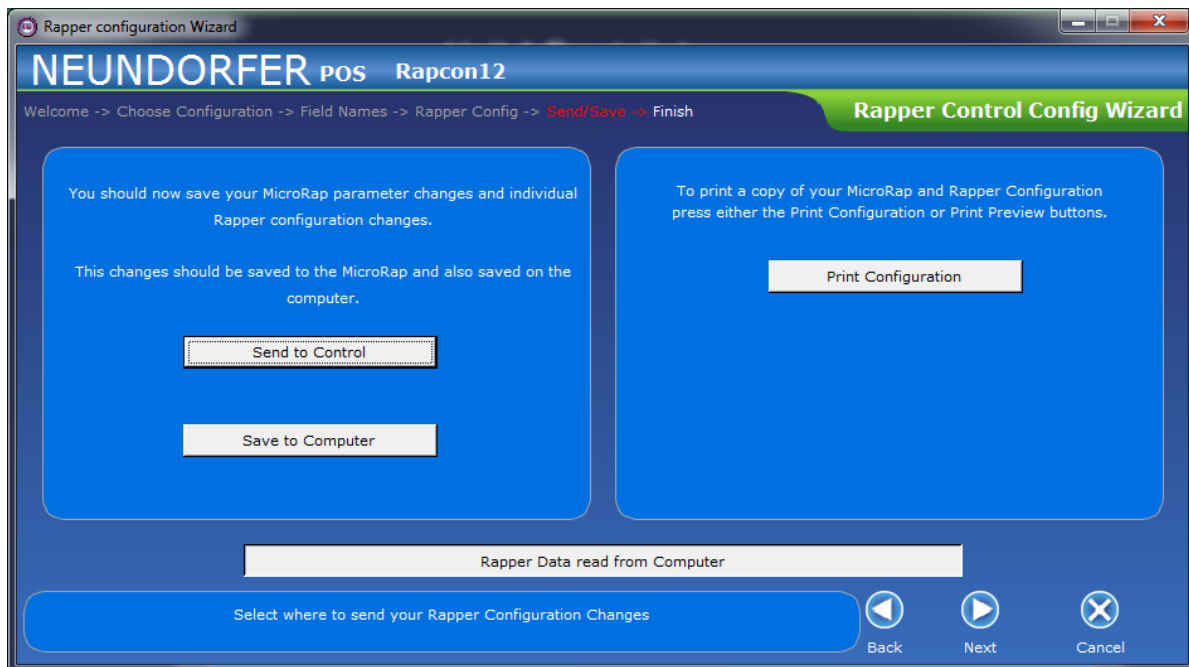 Rapper configuration Wizard
NEUNDORFER POS Rapcon12
Welcome -> Choose Configuration -> Field Names -> Rapper Config -> Send/Save -> Finish
Rapper Control Config Wizard
You should now save your MicroRap parameter changes and individual
Rapper configuration changes.
This changes should be saved to the MicroRap and also saved on the
computer.
Send to Control
Save to Computer
To print a copy of your MicroRap and Rapper Configuration
press either the Print Configuration or Print Preview buttons.
Print Configuration
Rapper Data read from Computer
Select where to send your Rapper Configuration Changes
Back
Next
Cancel